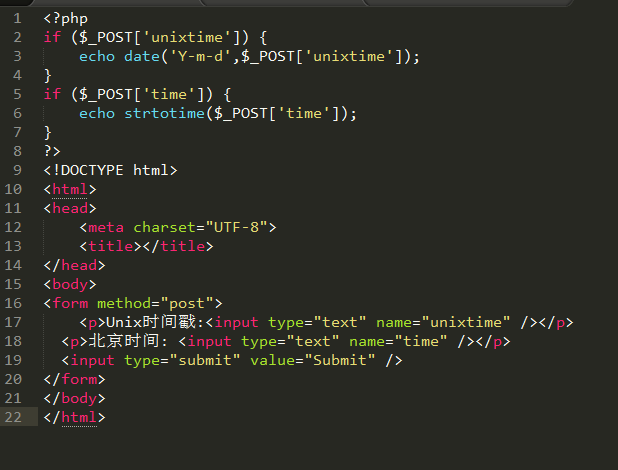 1 <?php
2 if ($_POST['unixtime']) {
3     echo date('Y-m-d',$_POST['unixtime']);
4 }
5 if ($_POST['time']) {
6     echo strtotime($_POST['time']);
7 }
8 ?>
9 <!DOCTYPE html>
10 <html>
11 <head>
12     <meta charset="UTF-8">
13     <title></title>
14 </head>
15 <body>
16 <form method="post">
17     <p>Unix时间戳:<input type="text" name="unixtime" /></p>
18   <p>北京时间: <input type="text" name="time" /></p>
19   <input type="submit" value="Submit" />
20 </form>
21 </body>
22 </html>